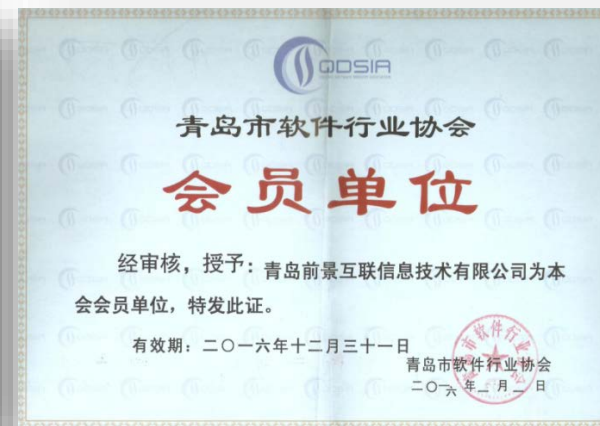 QDSIA
青岛市软件行业协会
会员单位
经审核，授予：青岛前景互联信息技术有限公司为本
会会员单位，特发此证。
有效期：二〇一六年十二月三十一日
青岛市软件行业协会
二〇一六年一月一日